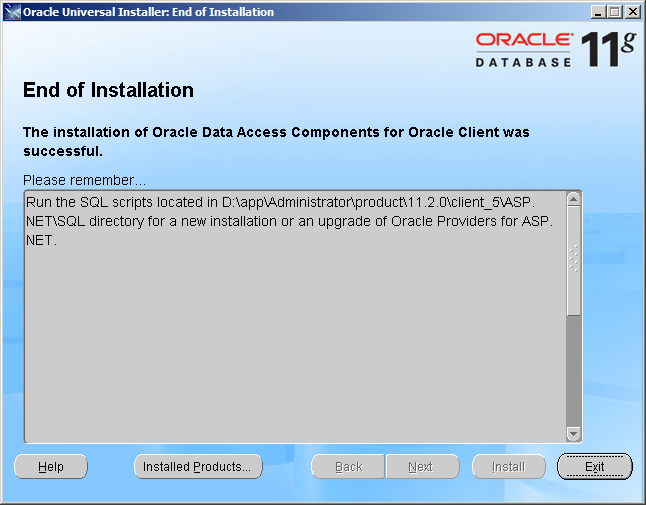 Oracle Universal Installer: End of Installation
ORACLE
DATABASE 11g
End of Installation
The installation of Oracle Data Access Components for Oracle Client was
successful.
Please remember...
Run the SQL scripts located in D:\app\Administrator\product\11.2.0\client_5\ASP.
NET\SQL directory for a new installation or an upgrade of Oracle Providers for ASP.
NET.
Help Installed Products... Back Next Install Exit